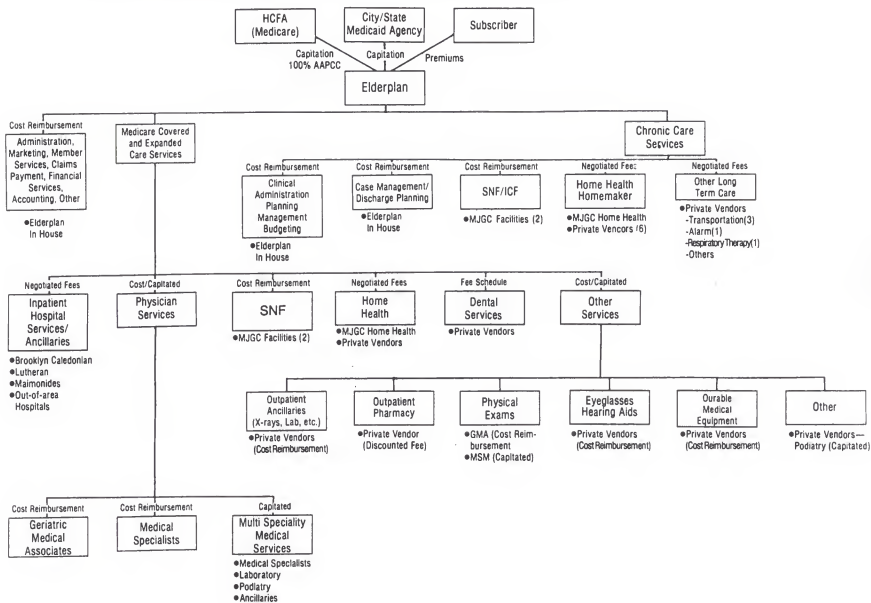 HCFA
(Medicare)
City/State
Medicaid Agency
Subscriber
Capitation
100% AAPCC
Capitation
Premiums
Elderplan
Cost Reimbursement
Administration,
Marketing, Member
Services, Claims
Payment, Financial
Services,
Accounting, Other
●Elderplan
In House
Medicare Covered
and Expanded
Care Services
Chronic Care
Services
Cost Reimbursement
Clinical
Administration
Planning
Management
Budgeting
●Elderplan
In House
Cost Reimbursement
Case Management/
Discharge Planning
●Elderplan
In House
Cost Reimbursement
SNF/ICF
●MJGC Facilities (2)
Negotiated Fees
Home Health
Homemaker
●MJGC Home Health
●Private Vencors (6)
Negotiated Fees
Other Long
Term Care
●Private Vendors
-Transportation(3)
-Alarm(1)
-Respiratory Therapy(1)
-Others
Negotiated Fees
Inpatient
Hospital
Services/
Ancillaries
●Brooklyn Caledonian
●Lutheran
●Maimonides
●Out-of-area
Hospitals
Cost/Capitated
Physician
Services
Cost Reimbursement
SNF
●MJGC Facilities (2)
Negotiated Fees
Home
Health
●MJGC Home Health
●Private Vendors
Fee Schedule
Dental
Services
●Private Vendors
Cost/Capitated
Other
Services
Outpatient
Ancillaries
(X-rays, Lab, etc.)
●Private Vendors
(Cost Reimbursement)
Outpatient
Pharmacy
●Private Vendor
(Discounted Fee)
Physical
Exams
●GMA (Cost Reim-
bursement
●MSM (Capitated)
Eyeglasses
Hearing Aids
●Private Vendors
(Cost Reimbursement)
Ourable
Medical
Equipment
●Private Vendors
(Cost Reimbursement)
Other
●Private Vendors—
Podiatry (Capitated)
Cost Reimbursement
Geriatric
Medical
Associates
Cost Reimbursement
Medical
Specialists
Capitated
Multi Speciality
Medical
Services
●Medical Specialists
●Laboratory
●Podiatry
●Ancillaries